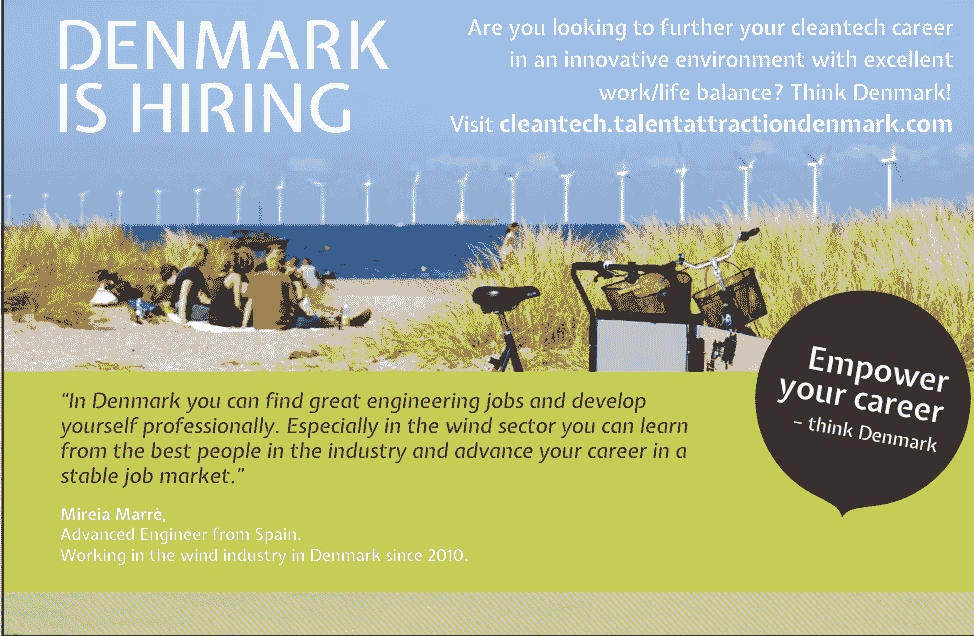 DENMARK
IS HIRING
Are you looking to further your cleantech career
in an innovative environment with excellent
work/life balance? Think Denmark!
Visit cleantech.talentattractiondenmark.com
Empower
your career
– think Denmark
“In Denmark you can find great engineering jobs and develop
yourself professionally. Especially in the wind sector you can learn
from the best people in the industry and advance your career in a
stable job market.”
Mireia Marrè,
Advanced Engineer from Spain.
Working in the wind industry in Denmark since 2010.